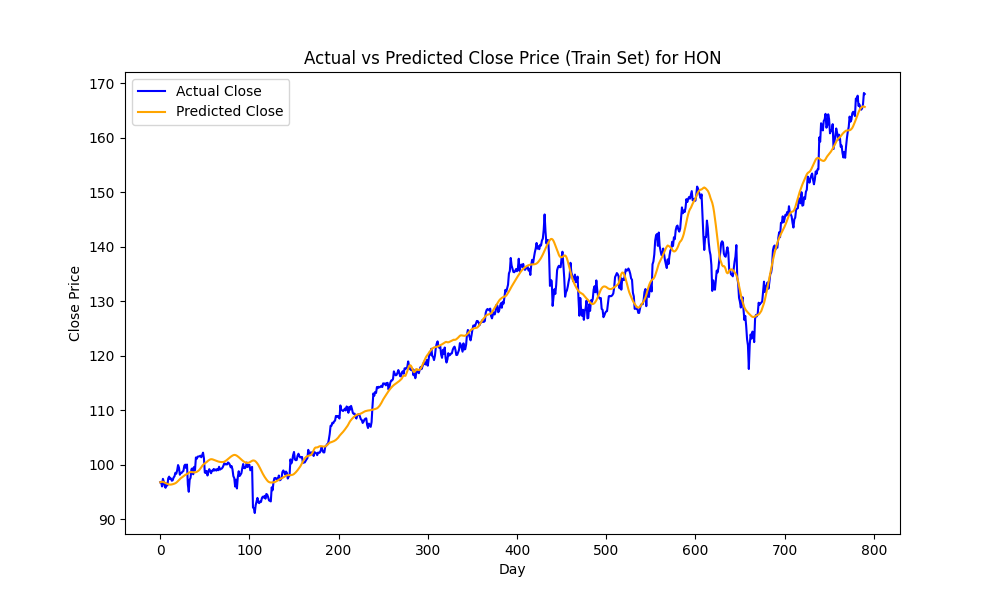 Actual vs Predicted Close Price (Train Set) for HON
Actual Close
Predicted Close
Close Price
170
160
150
140
130
120
110
100
90
0 100 200 300 400 500 600 700 800
Day